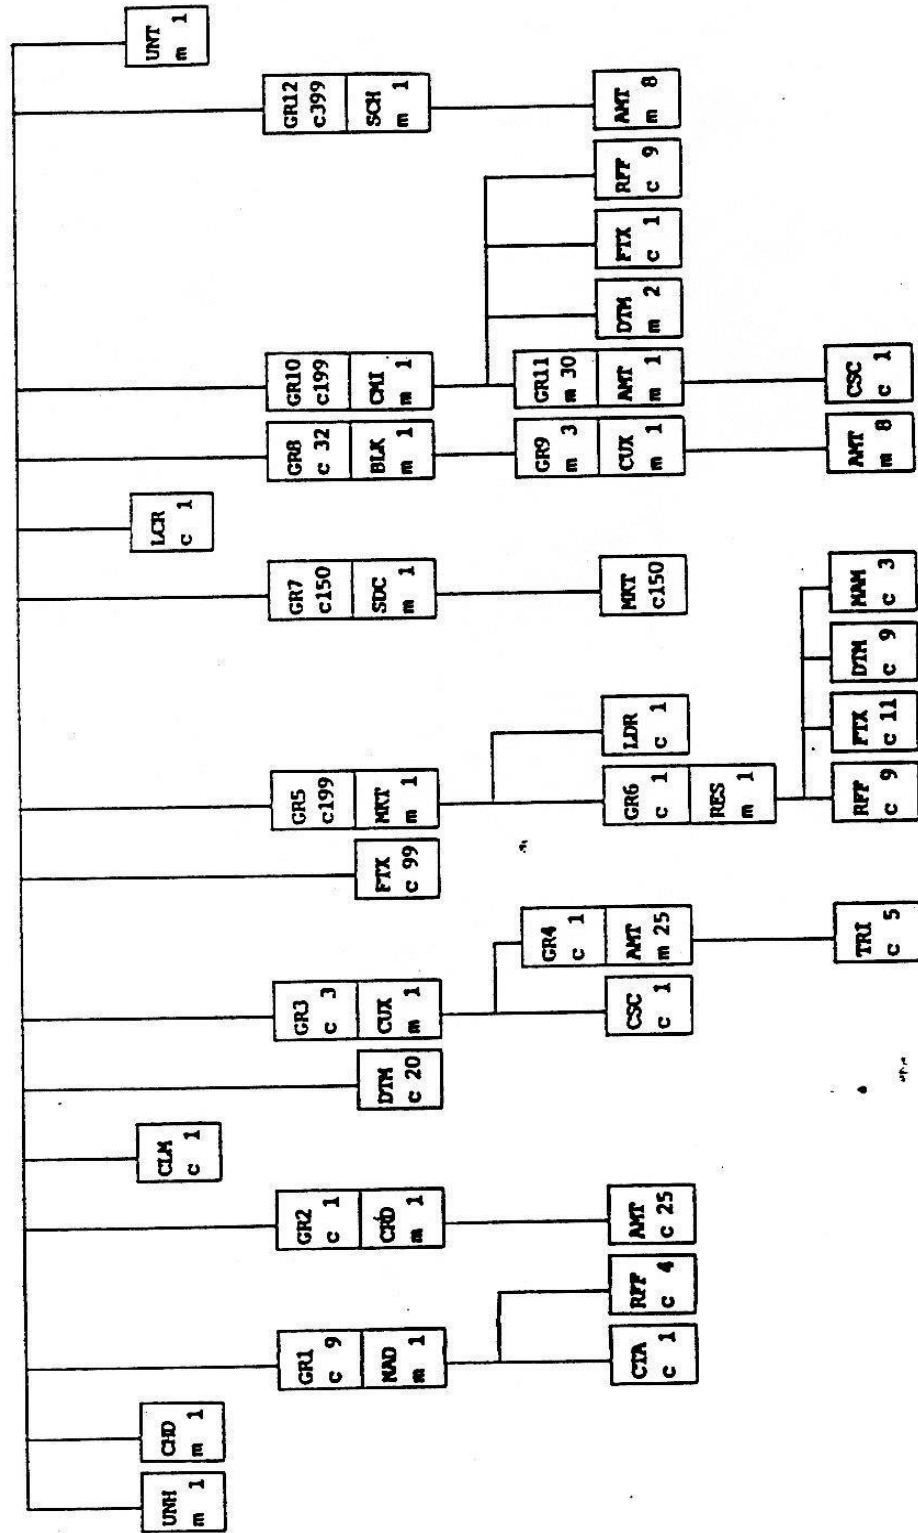 UNH
m 1
CHD
m 1
CLM
c 1
LCR
c 1
UNT
m 1
GR1
c 9
NAD
m 1
GR2
c 1
CRD
m 1
DTM
c 20
GR3
c 3
CUX
m 1
FTX
c 99
GR5
c199
MKT
m 1
GR7
c150
SDC
m 1
GR8
c 32
BLK
m 1
GR10
c199
CMI
m 1
GR12
c399
SCH
m 1
CTA
c 1
RFF
c 4
AMT
c 25
CSC
c 1
GR4
c 1
AMT
m 25
GR6
c 1
RES
m 1
LDR
c 1
MKT
c150
GR9
m 3
CUX
m 1
GR11
m 30
AMT
m 1
DTM
m 2
FTX
c 1
RFF
c 9
AMT
m 8
TRI
c 5
RFF
c 9
FTX
c 11
DTM
c 9
MAM
c 3
AMT
m 8
CSC
c 1